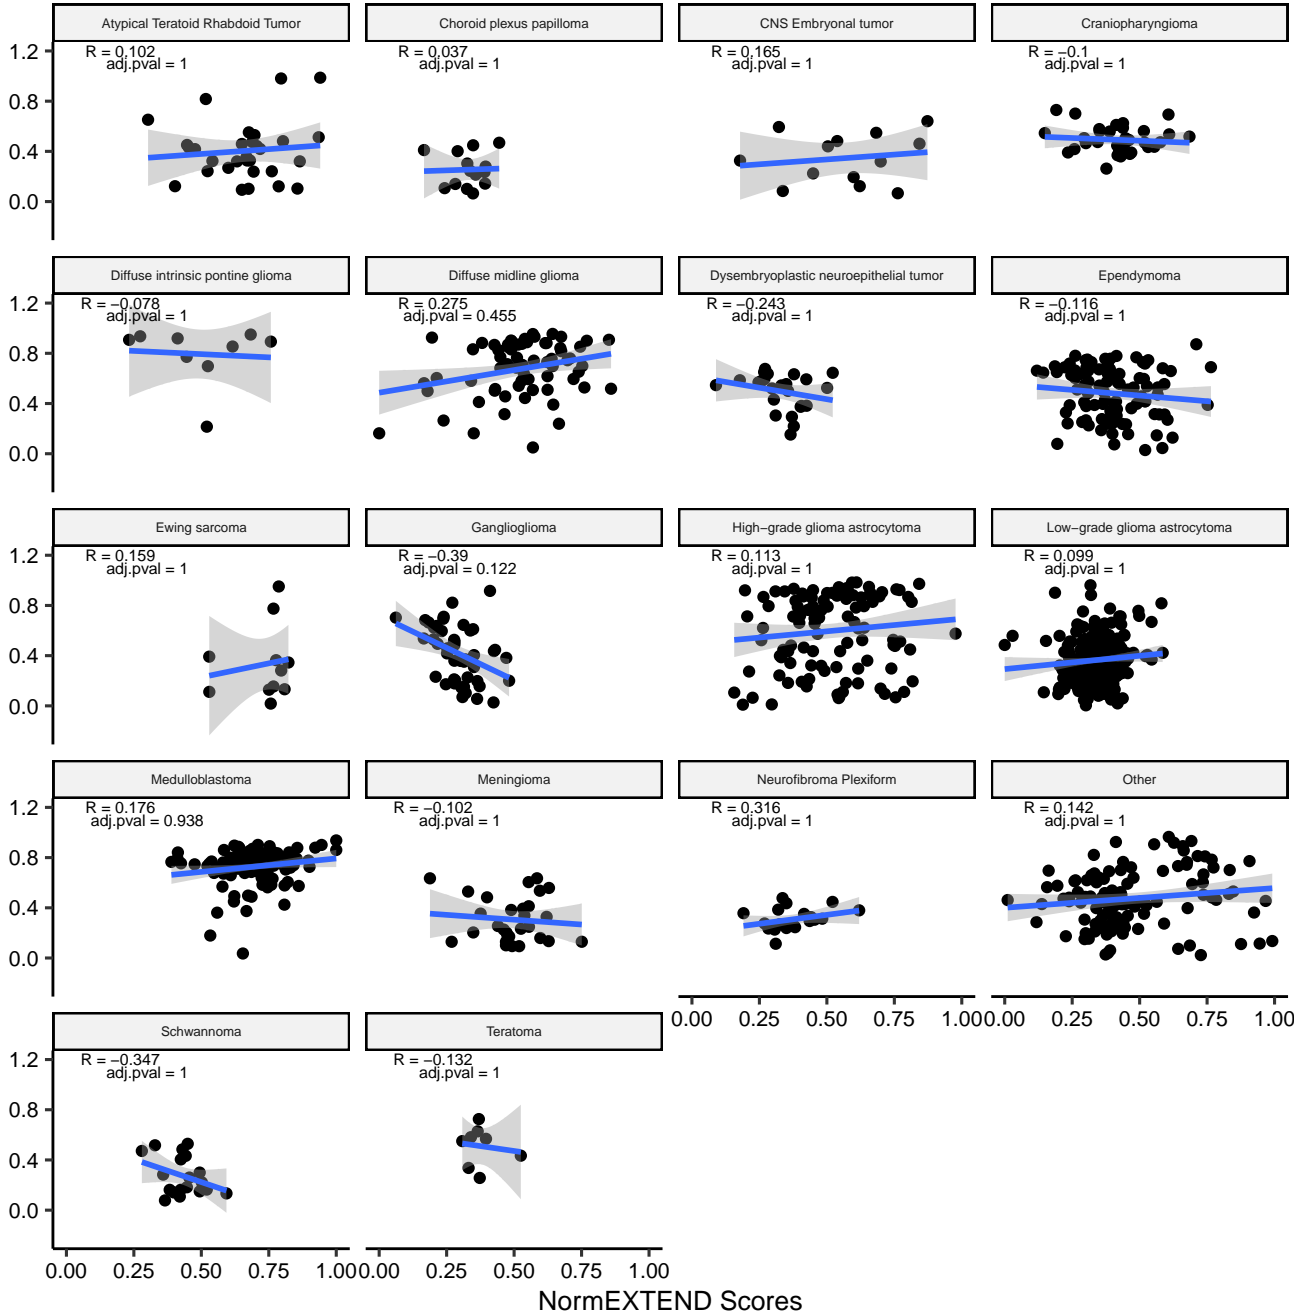 Atypical Teratoid Rhabdoid Tumor
Choroid plexus papilloma
CNS Embryonal tumor
Craniopharyngioma
R = 0.102
adj.pval = 1
R = 0.037
adj.pval = 1
R = 0.165
adj.pval = 1
R = −0.1
adj.pval = 1
1.2
0.8
0.4
0.0
Diffuse intrinsic pontine glioma
Diffuse midline glioma
Dysembryoplastic neuroepithelial tumor
Ependymoma
R = −0.078
adj.pval = 1
R = 0.275
adj.pval = 0.455
R = −0.243
adj.pval = 1
R = −0.116
adj.pval = 1
1.2
0.8
0.4
0.0
Ewing sarcoma
Ganglioglioma
High−grade glioma astrocytoma
Low−grade glioma astrocytoma
R = 0.159
adj.pval = 1
R = −0.39
adj.pval = 0.122
R = 0.113
adj.pval = 1
R = 0.099
adj.pval = 1
1.2
0.8
0.4
0.0
Medulloblastoma
Meningioma
Neurofibroma Plexiform
Other
R = 0.176
adj.pval = 0.938
R = −0.102
adj.pval = 1
R = 0.316
adj.pval = 1
R = 0.142
adj.pval = 1
1.2
0.8
0.4
0.0
0.00 0.25 0.50 0.75 1.00
0.00 0.25 0.50 0.75 1.00
Schwannoma
Teratoma
R = −0.347
adj.pval = 1
R = −0.132
adj.pval = 1
1.2
0.8
0.4
0.0
0.00 0.25 0.50 0.75 1.00
0.00 0.25 0.50 0.75 1.00
NormEXTEND Scores